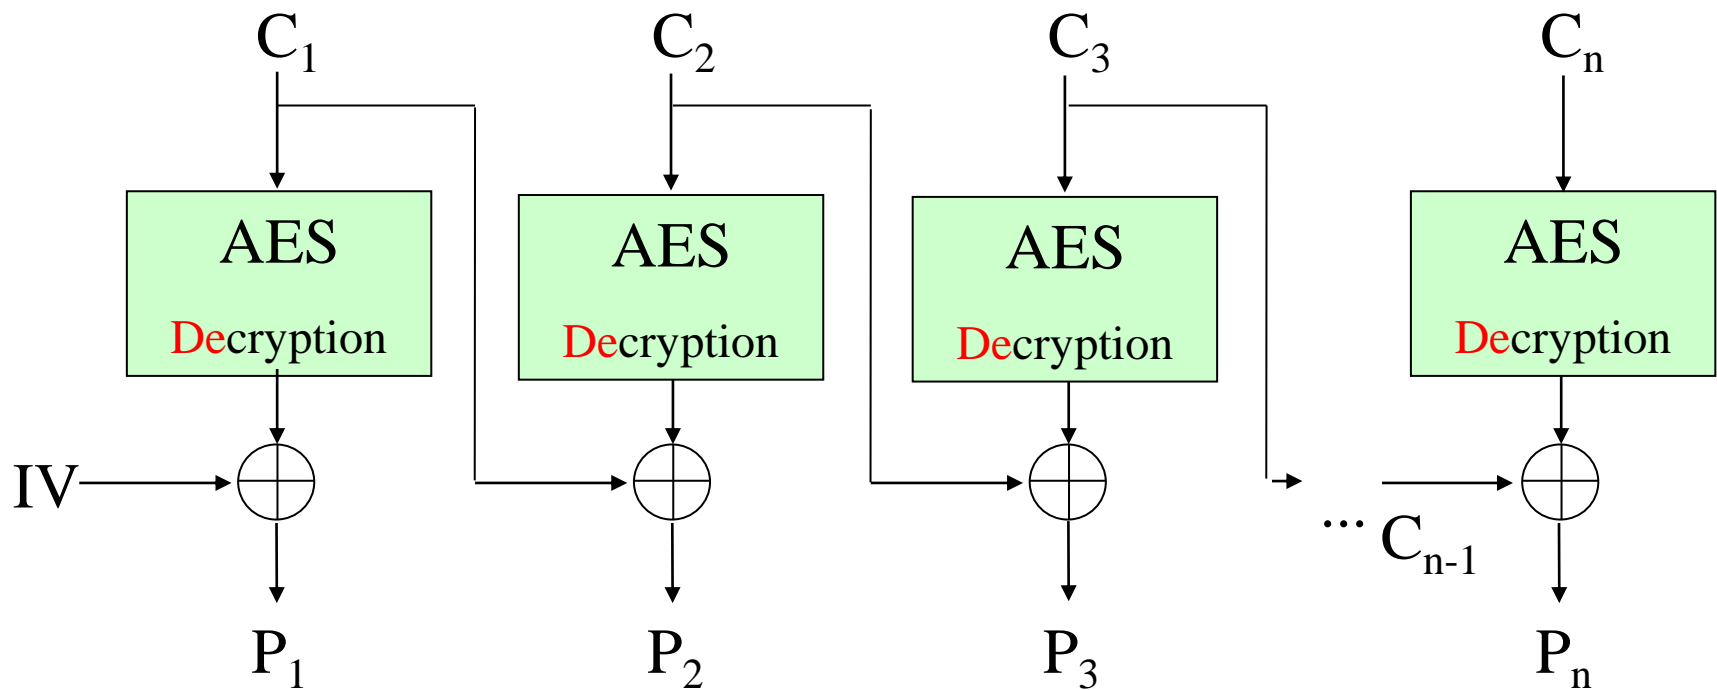 C1 C2 C3 Cn
AES AES AES AES
Decryption Decryption Decryption Decryption
IV
... Cn-1
P1 P2 P3 Pn